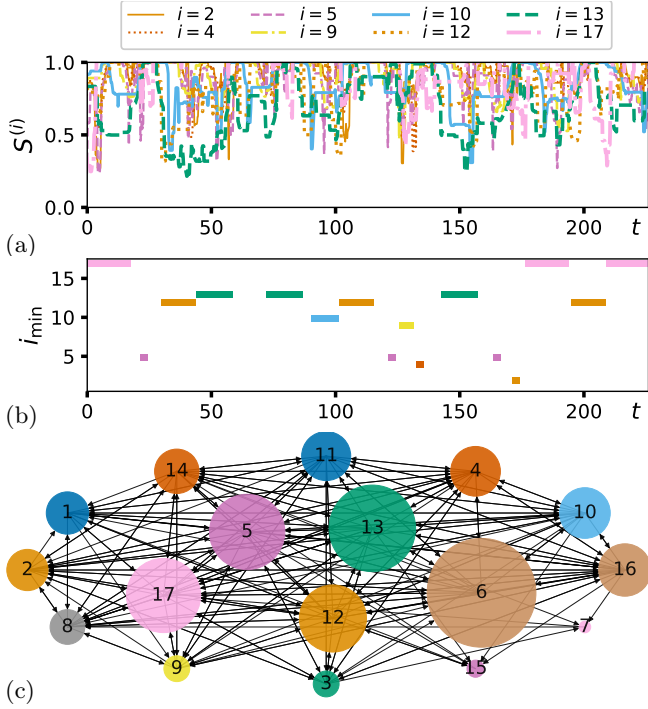 i = 2 i = 5 i = 10 i = 13
i = 4 i = 9 i = 12 i = 17
1.0
S^{(i)}
0.5
0.0
0 50 100 150 200 t
(a)
15
i_{min}
10
5
0 50 100 150 200 t
(b)
11
14 4
1 10
5 13
2 16
17 6
12
8 7
9 15
3
(c)